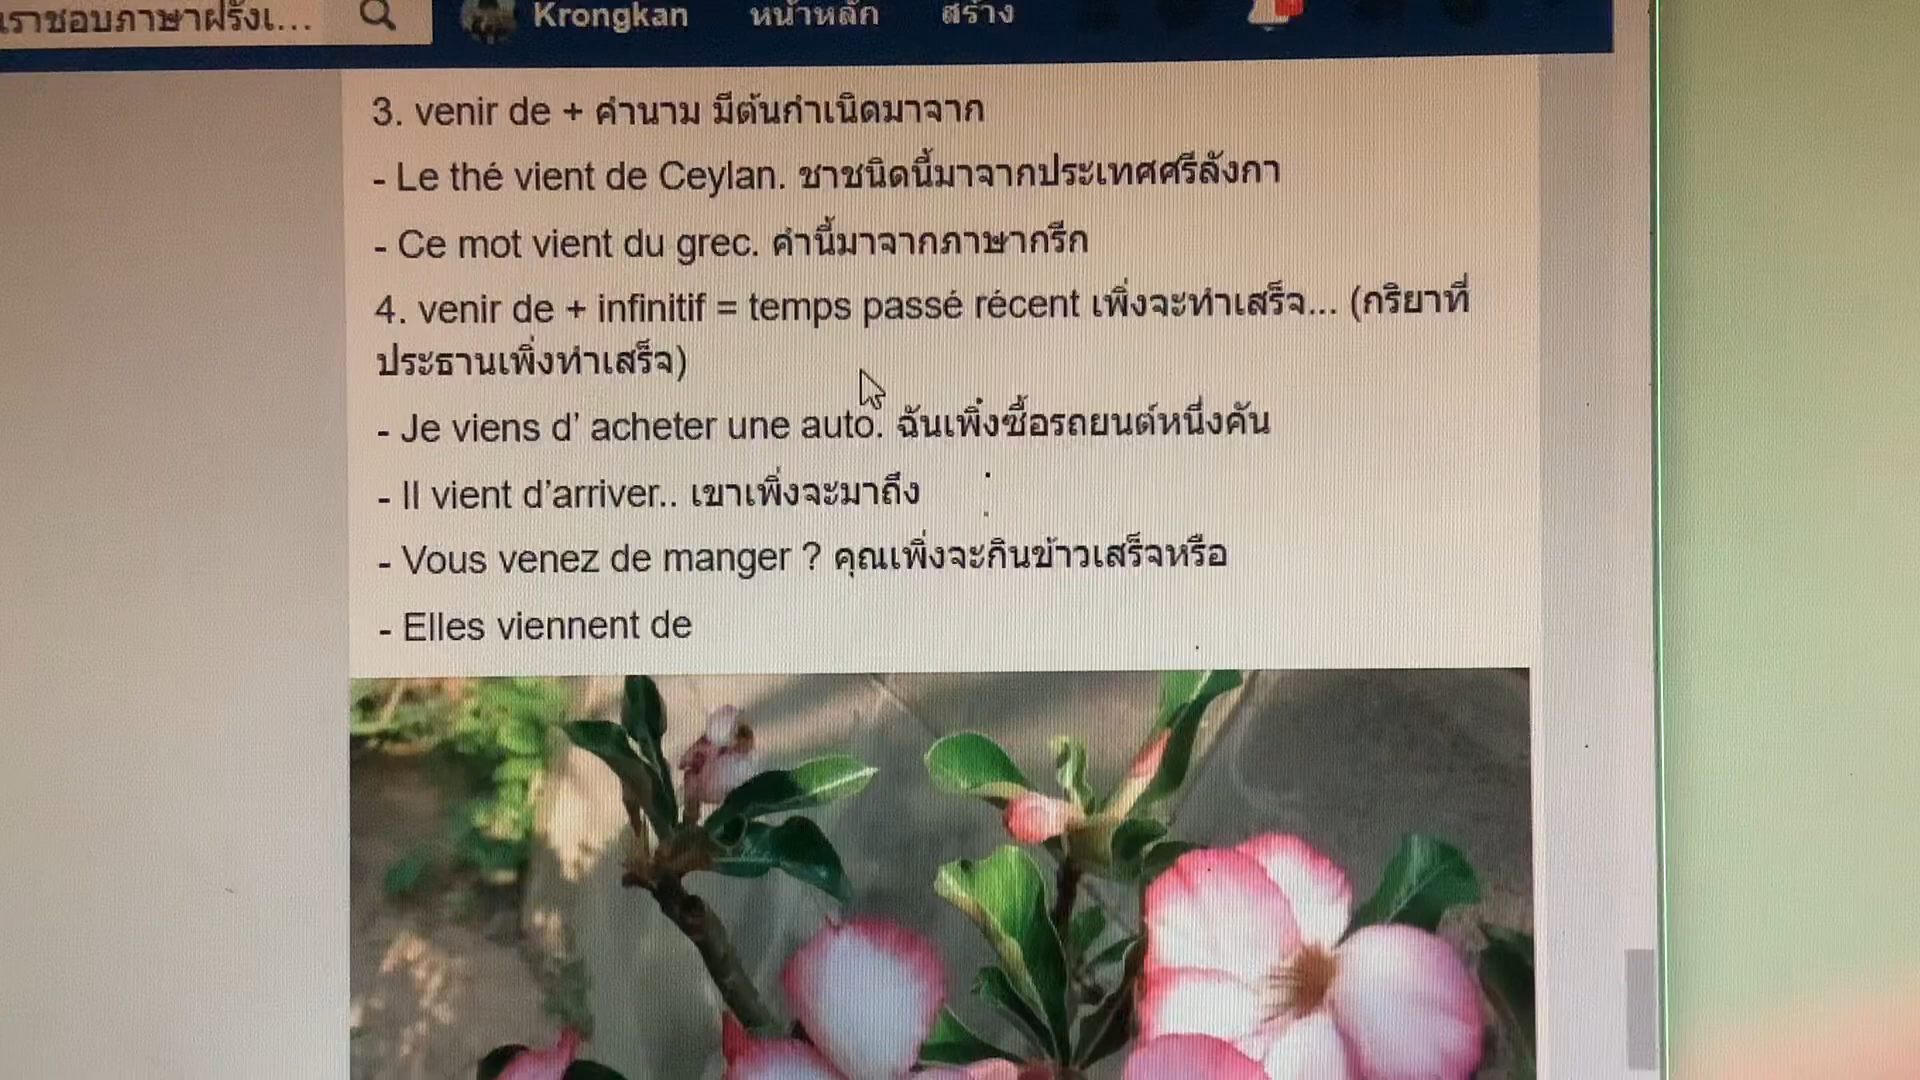 เราชอบภาษาฝรั่งเ...
Krongkan
หน้าหลัก
สร้าง
3. venir de + คำนาม มีต้นกำเนิดมาจาก
- Le thé vient de Ceylan. ชาชนิดนี้มาจากประเทศศรีลังกา
- Ce mot vient du grec. คำนี้มาจากภาษากรีก
4. venir de + infinitif = temps passé récent เพิ่งจะทำเสร็จ... (กริยาที่
ประธานเพิ่งทำเสร็จ)
- Je viens d’ acheter une auto. ฉันเพิ่งซื้อรถยนต์หนึ่งคัน
- Il vient d’arriver.. เขาเพิ่งจะมาถึง
- Vous venez de manger ? คุณเพิ่งจะกินข้าวเสร็จหรือ
- Elles viennent de